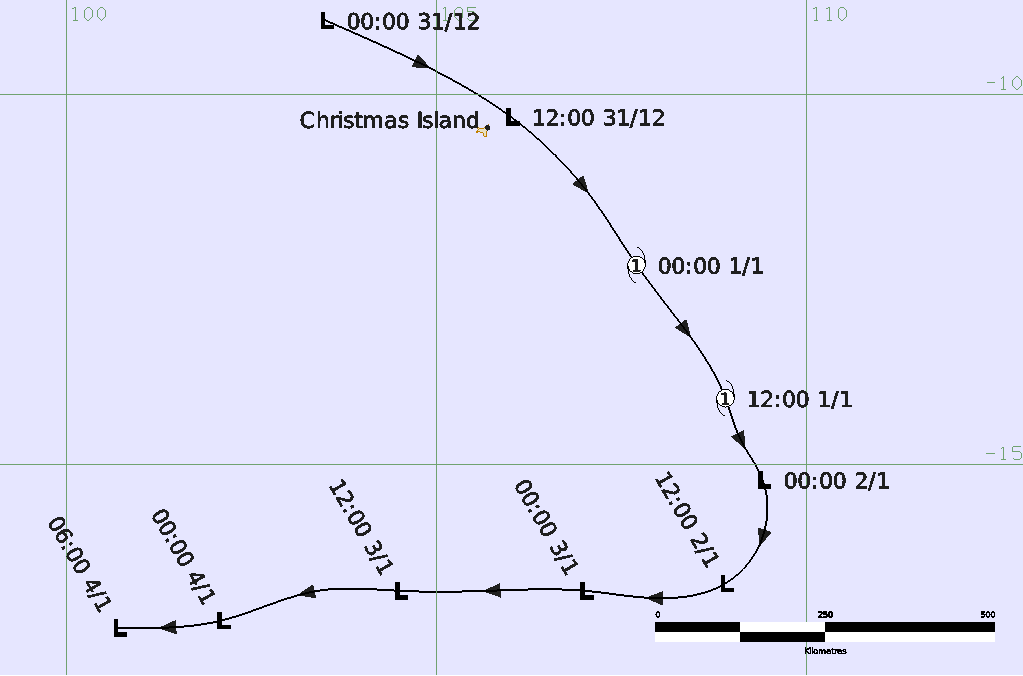 100
105
110
L 00:00 31/12
-10
Christmas Island
L 12:00 31/12
1 00:00 1/1
1 12:00 1/1
-15
L 00:00 2/1
12:00 2/1 L
00:00 3/1 L
12:00 3/1 L
00:00 4/1 L
06:00 4/1 L
0 250 500
Kilometres